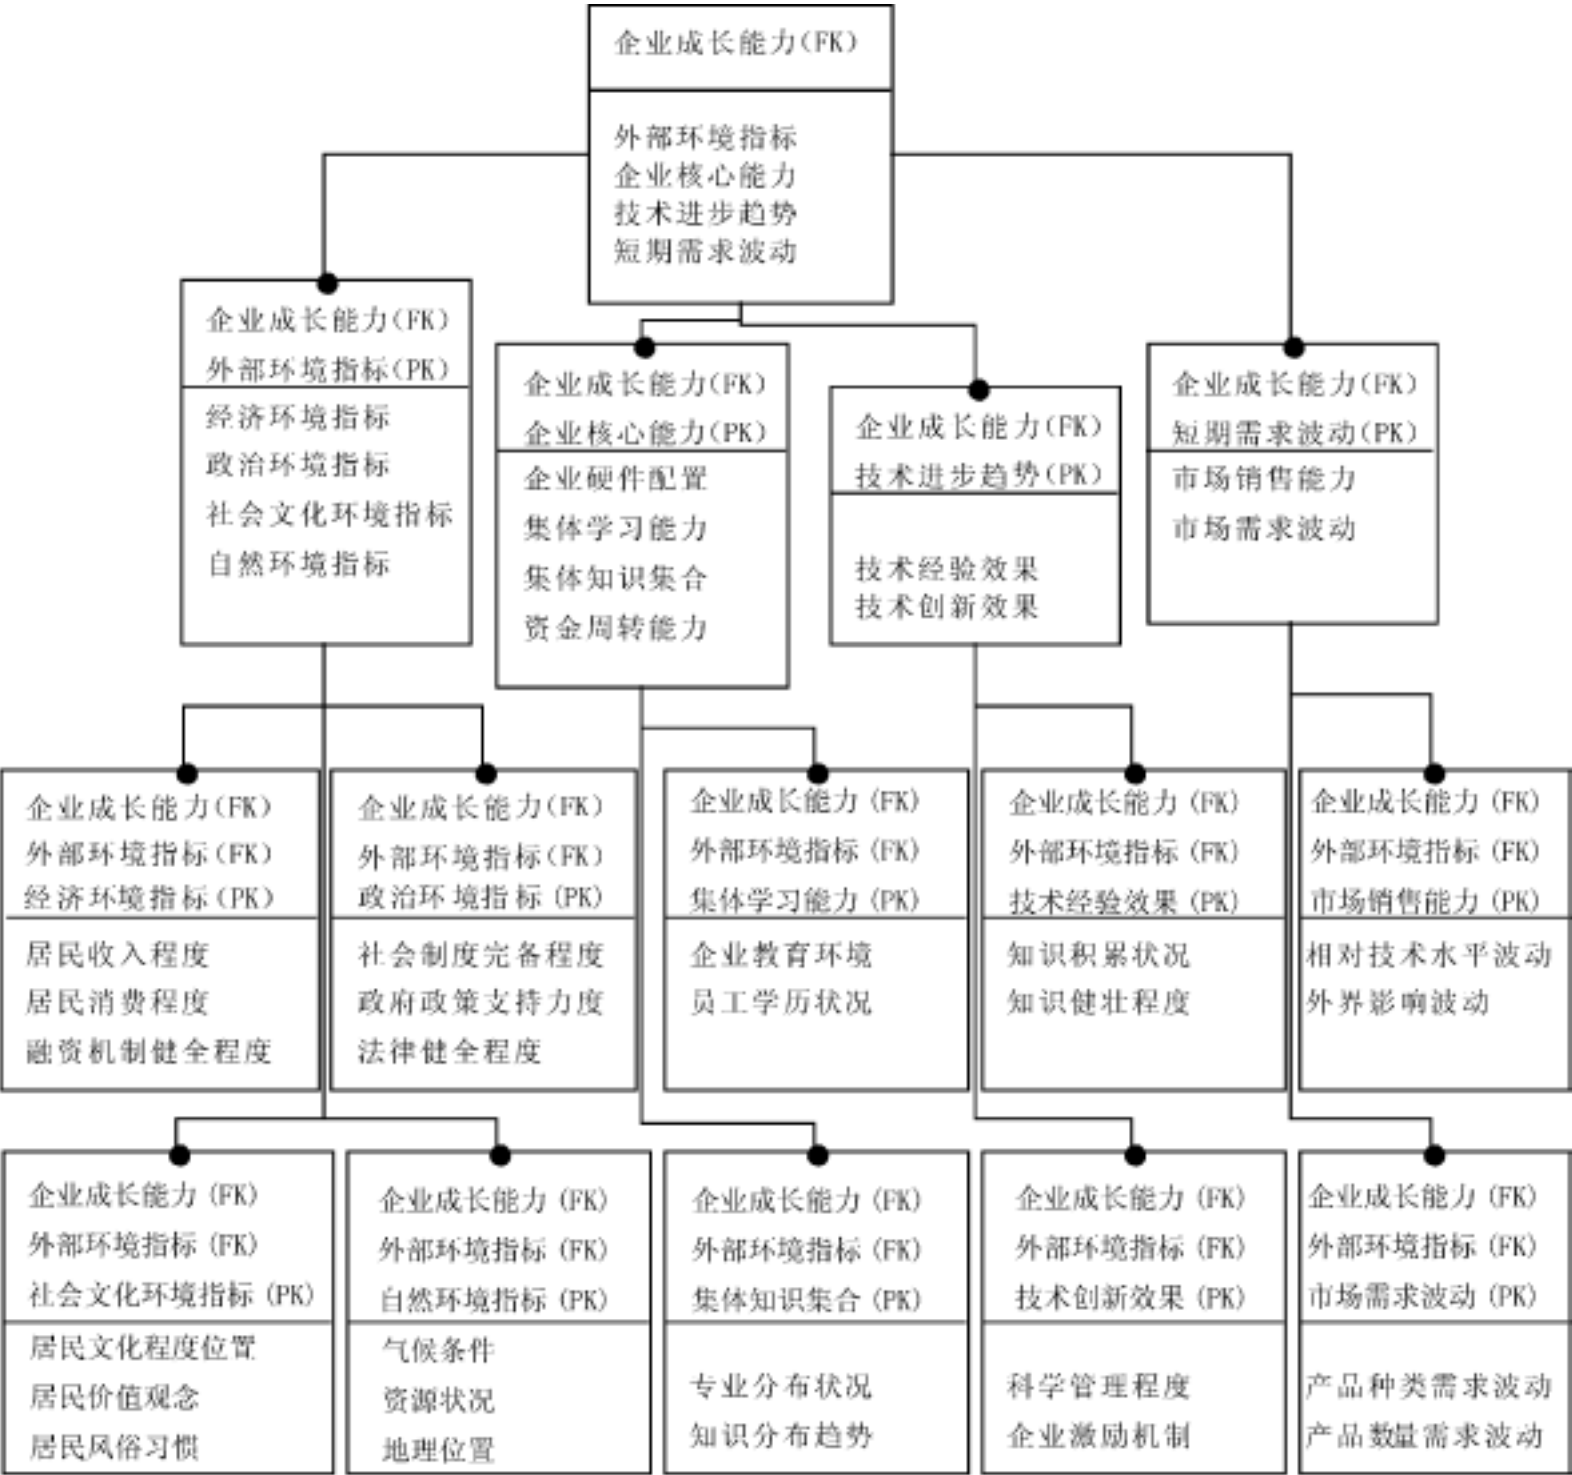 企业成长能力(FK)
外部环境指标
企业核心能力
技术进步趋势
短期需求波动
企业成长能力(FK)
外部环境指标(PK)
经济环境指标
政治环境指标
社会文化环境指标
自然环境指标
企业成长能力(FK)
企业核心能力(PK)
企业硬件配置
集体学习能力
集体知识集合
资金周转能力
企业成长能力(FK)
技术进步趋势(PK)
技术经验效果
技术创新效果
企业成长能力(FK)
短期需求波动(PK)
市场销售能力
市场需求波动
企业成长能力(FK)
外部环境指标(FK)
经济环境指标(PK)
居民收入程度
居民消费程度
融资机制健全程度
企业成长能力(FK)
外部环境指标(FK)
政治环境指标(PK)
社会制度完备程度
政府政策支持力度
法律健全程度
企业成长能力(FK)
外部环境指标(FK)
集体学习能力(PK)
企业教育环境
员工学历状况
企业成长能力(FK)
外部环境指标(FK)
技术经验效果(PK)
知识积累状况
知识健壮程度
企业成长能力(FK)
外部环境指标(FK)
市场销售能力(PK)
相对技术水平波动
外界影响波动
企业成长能力(FK)
外部环境指标(FK)
社会文化环境指标(PK)
居民文化程度位置
居民价值观念
居民风俗习惯
企业成长能力(FK)
外部环境指标(FK)
自然环境指标(PK)
气候条件
资源状况
地理位置
企业成长能力(FK)
外部环境指标(FK)
集体知识集合(PK)
专业分布状况
知识分布趋势
企业成长能力(FK)
外部环境指标(FK)
技术创新效果(PK)
科学管理程度
企业激励机制
企业成长能力(FK)
外部环境指标(FK)
市场需求波动(PK)
产品种类需求波动
产品数量需求波动